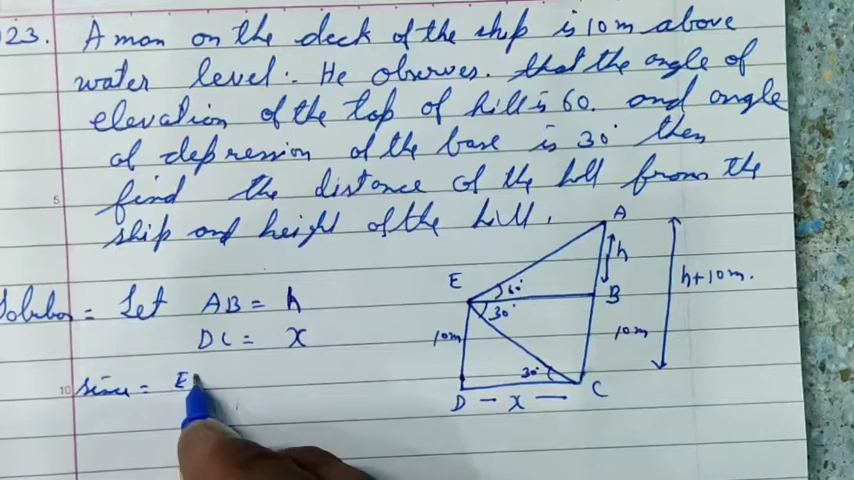 023. A man on the deck of the ship is 10m above
water level. He observes. that the angle of
elevation of the top of hill is 60. and angle
of depression of the base is 30° then
find the distance of the hill from the
ship and height of the hill.
Solution = Let AB = h
DC = x
since = E
A
h
E
60°
B
h+10m.
30°
10m
10m
30°
D - x - C
5
10